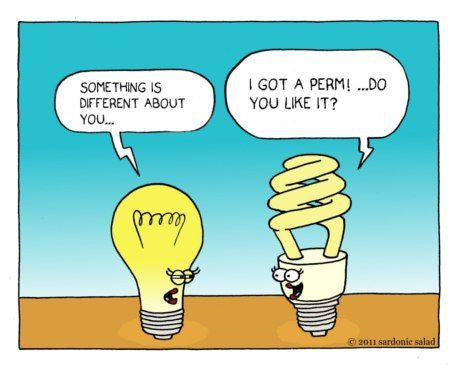 SOMETHING IS
DIFFERENT ABOUT
YOU...
I GOT A PERM! ...DO
YOU LIKE IT?
© 2011 sardonic salad